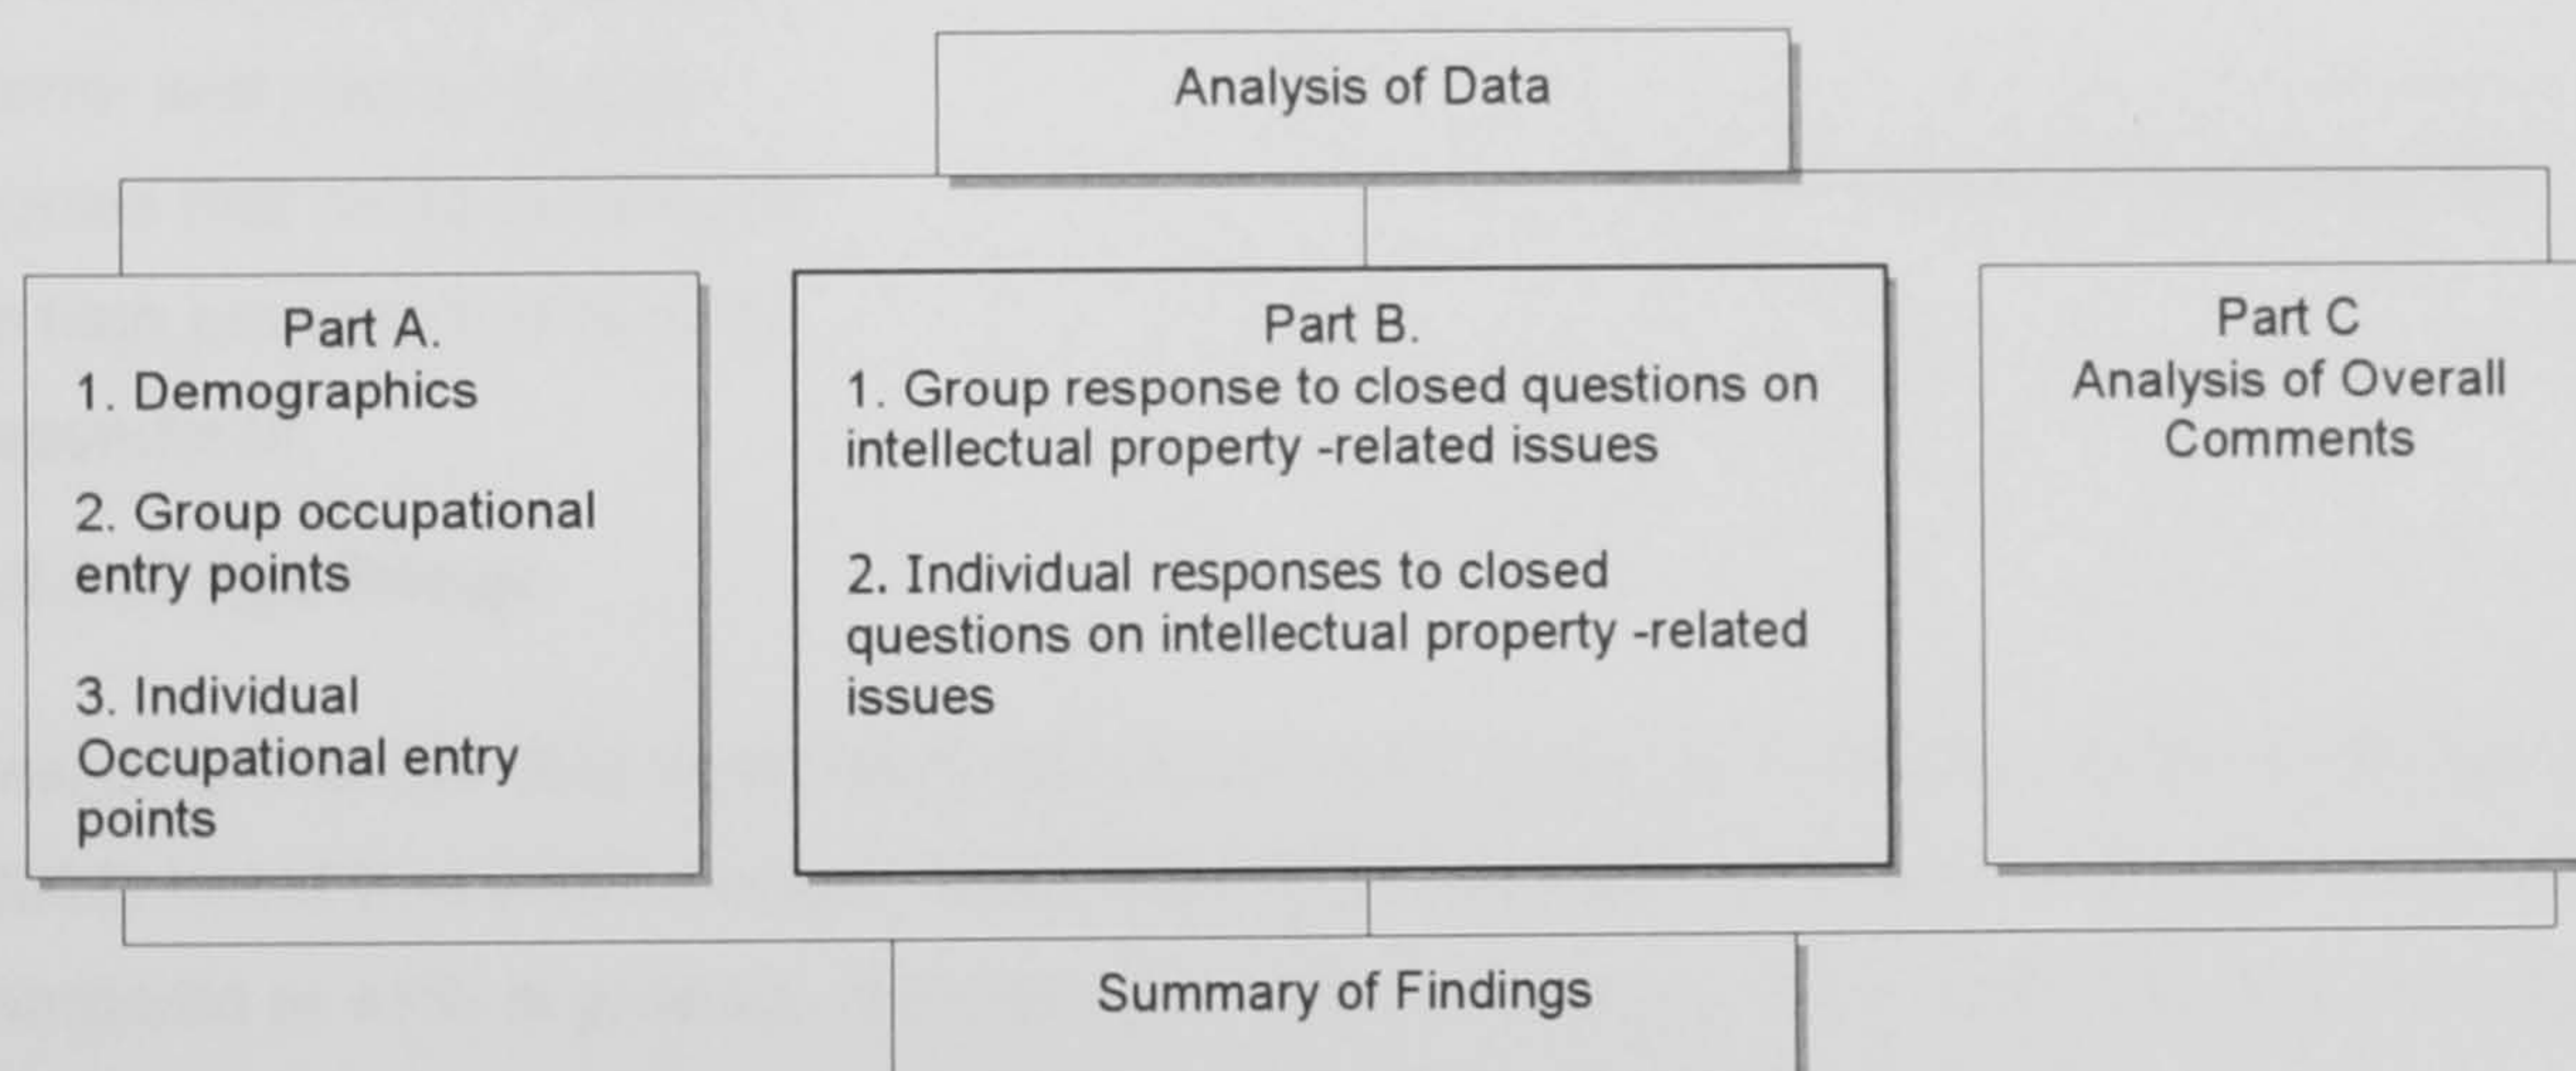 Analysis of Data
Part A.
1. Demographics
2. Group occupational
entry points
3. Individual
Occupational entry
points
Part B.
1. Group response to closed questions on
intellectual property -related issues
2. Individual responses to closed
questions on intellectual property -related
issues
Part C
Analysis of Overall
Comments
Summary of Findings